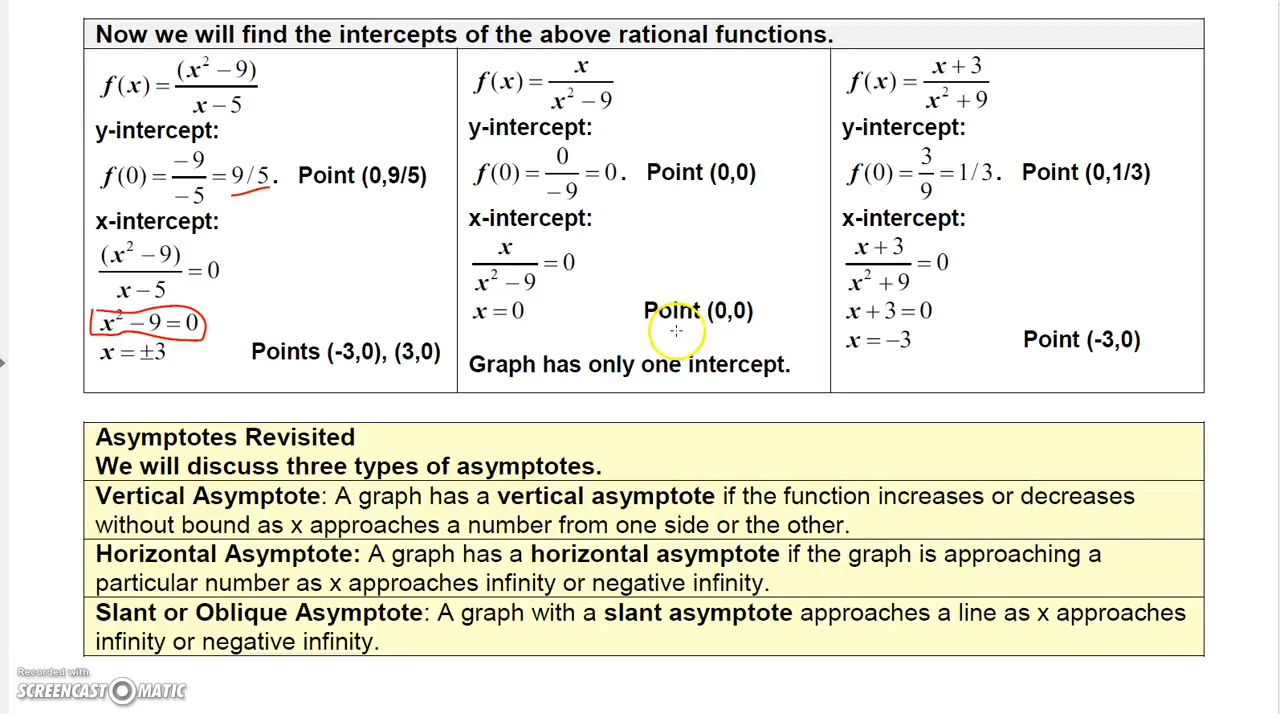 Now we will find the intercepts of the above rational functions.
f(x) = (x² − 9) / (x − 5)
y-intercept:
f(0) = −9 / −5 = 9/5. Point (0,9/5)
x-intercept:
(x² − 9) / (x − 5) = 0
x² − 9 = 0
x = ±3 Points (-3,0), (3,0)
f(x) = x / (x² − 9)
y-intercept:
f(0) = 0 / −9 = 0. Point (0,0)
x-intercept:
x / (x² − 9) = 0
x = 0 Point (0,0)
Graph has only one intercept.
f(x) = (x + 3) / (x² + 9)
y-intercept:
f(0) = 3 / 9 = 1/3. Point (0,1/3)
x-intercept:
(x + 3) / (x² + 9) = 0
x + 3 = 0
x = −3 Point (-3,0)
Asymptotes Revisited
We will discuss three types of asymptotes.
Vertical Asymptote: A graph has a vertical asymptote if the function increases or decreases
without bound as x approaches a number from one side or the other.
Horizontal Asymptote: A graph has a horizontal asymptote if the graph is approaching a
particular number as x approaches infinity or negative infinity.
Slant or Oblique Asymptote: A graph with a slant asymptote approaches a line as x approaches
infinity or negative infinity.
Recorded with
SCREENCAST-O-MATIC